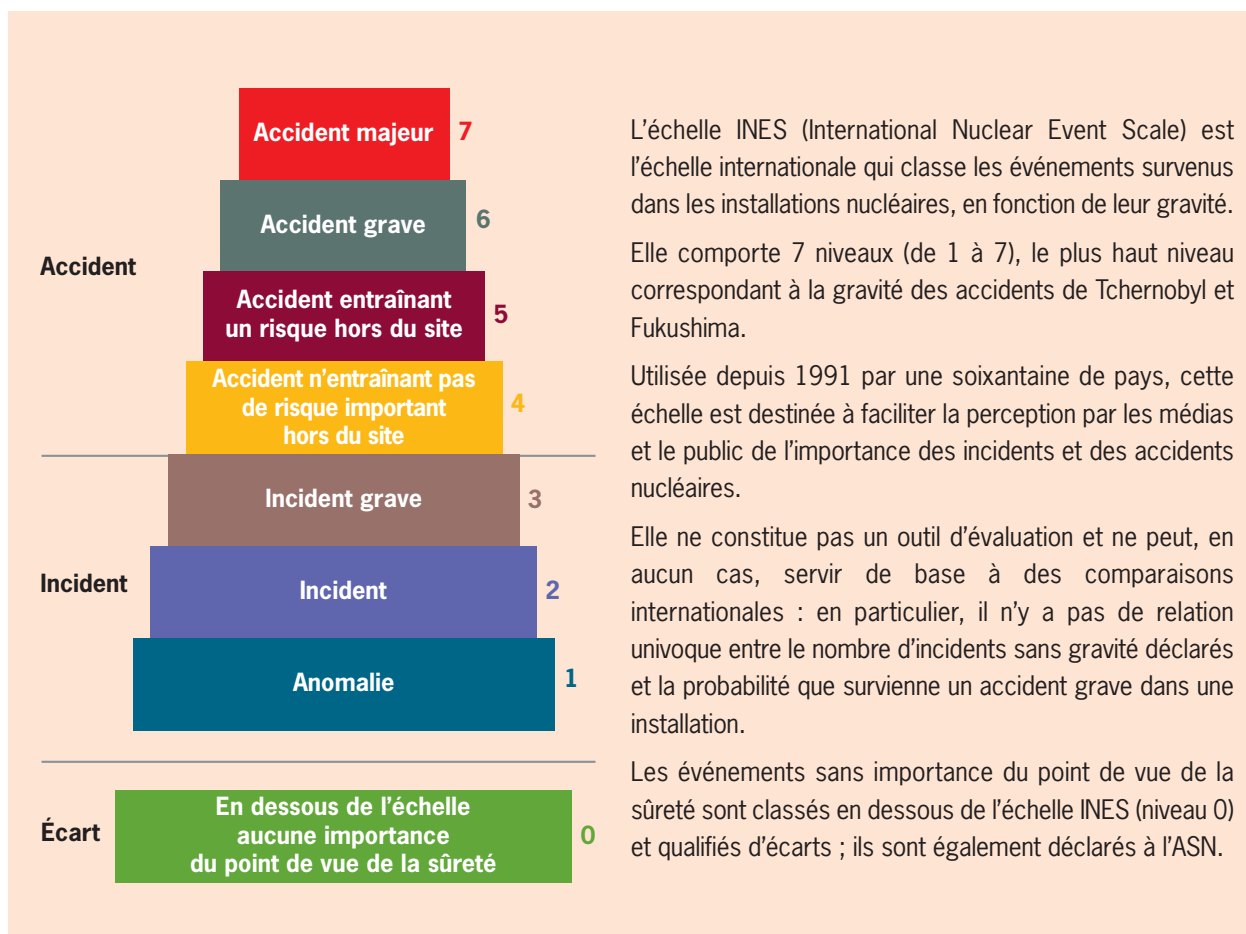 Accident majeur 7
Accident grave 6
Accident
Accident entraînant
un risque hors du site 5
Accident n'entraînant pas
de risque important
hors du site 4
Incident grave 3
Incident
Incident 2
Anomalie 1
Écart
En dessous de l'échelle
aucune importance
du point de vue de la sûreté 0
L'échelle INES (International Nuclear Event Scale) est
l'échelle internationale qui classe les événements survenus
dans les installations nucléaires, en fonction de leur gravité.
Elle comporte 7 niveaux (de 1 à 7), le plus haut niveau
correspondant à la gravité des accidents de Tchernobyl et
Fukushima.
Utilisée depuis 1991 par une soixantaine de pays, cette
échelle est destinée à faciliter la perception par les médias
et le public de l'importance des incidents et des accidents
nucléaires.
Elle ne constitue pas un outil d'évaluation et ne peut, en
aucun cas, servir de base à des comparaisons
internationales : en particulier, il n'y a pas de relation
univoque entre le nombre d'incidents sans gravité déclarés
et la probabilité que survienne un accident grave dans une
installation.
Les événements sans importance du point de vue de la
sûreté sont classés en dessous de l'échelle INES (niveau 0)
et qualifiés d'écarts ; ils sont également déclarés à l'ASN.